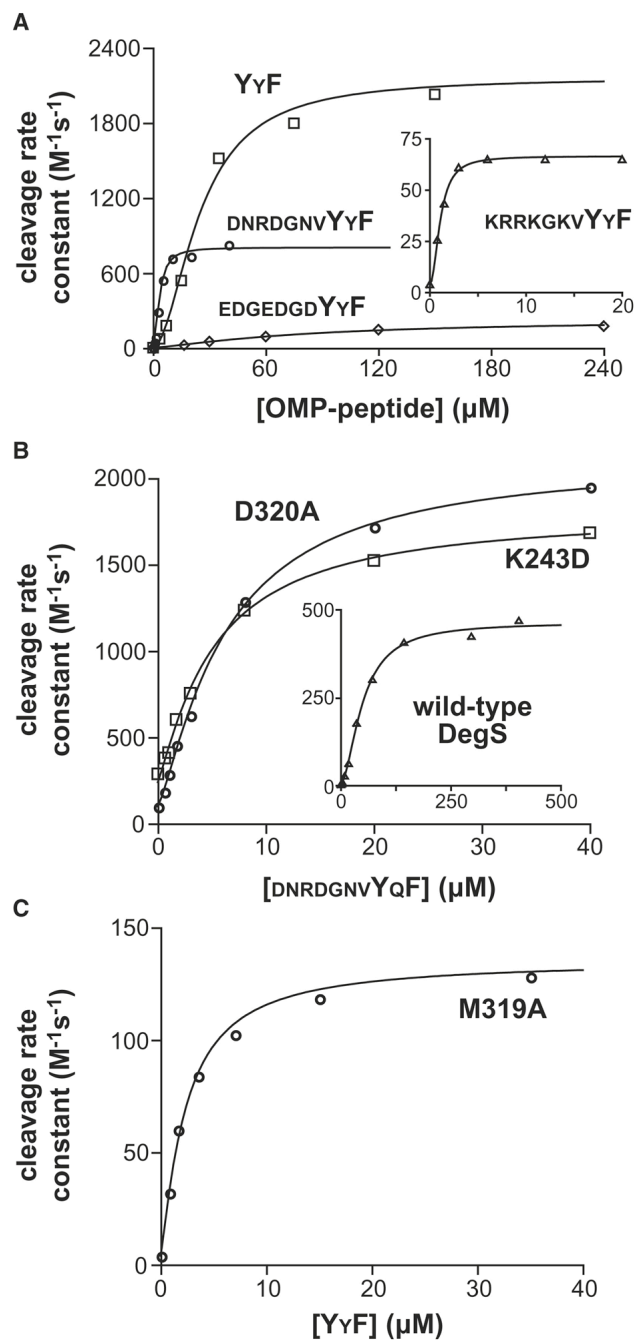 A
2400
1800
1200
600
0
0
60
120
180
240
cleavage rate
constant (M-1s-1)
[OMP-peptide] (μM)
YYF
DNRDGNVYYF
EDGEDGDYYF
75
50
25
0
0
10
20
KRRKGKVYYF
B
2000
1500
1000
500
0
0
10
20
30
40
cleavage rate
constant (M-1s-1)
[DNRDGNVYQF] (μM)
D320A
K243D
500
250
0
0
250
500
wild-type
DegS
C
150
100
50
0
0
10
20
30
40
cleavage rate
constant (M-1s-1)
[YYF] (μM)
M319A